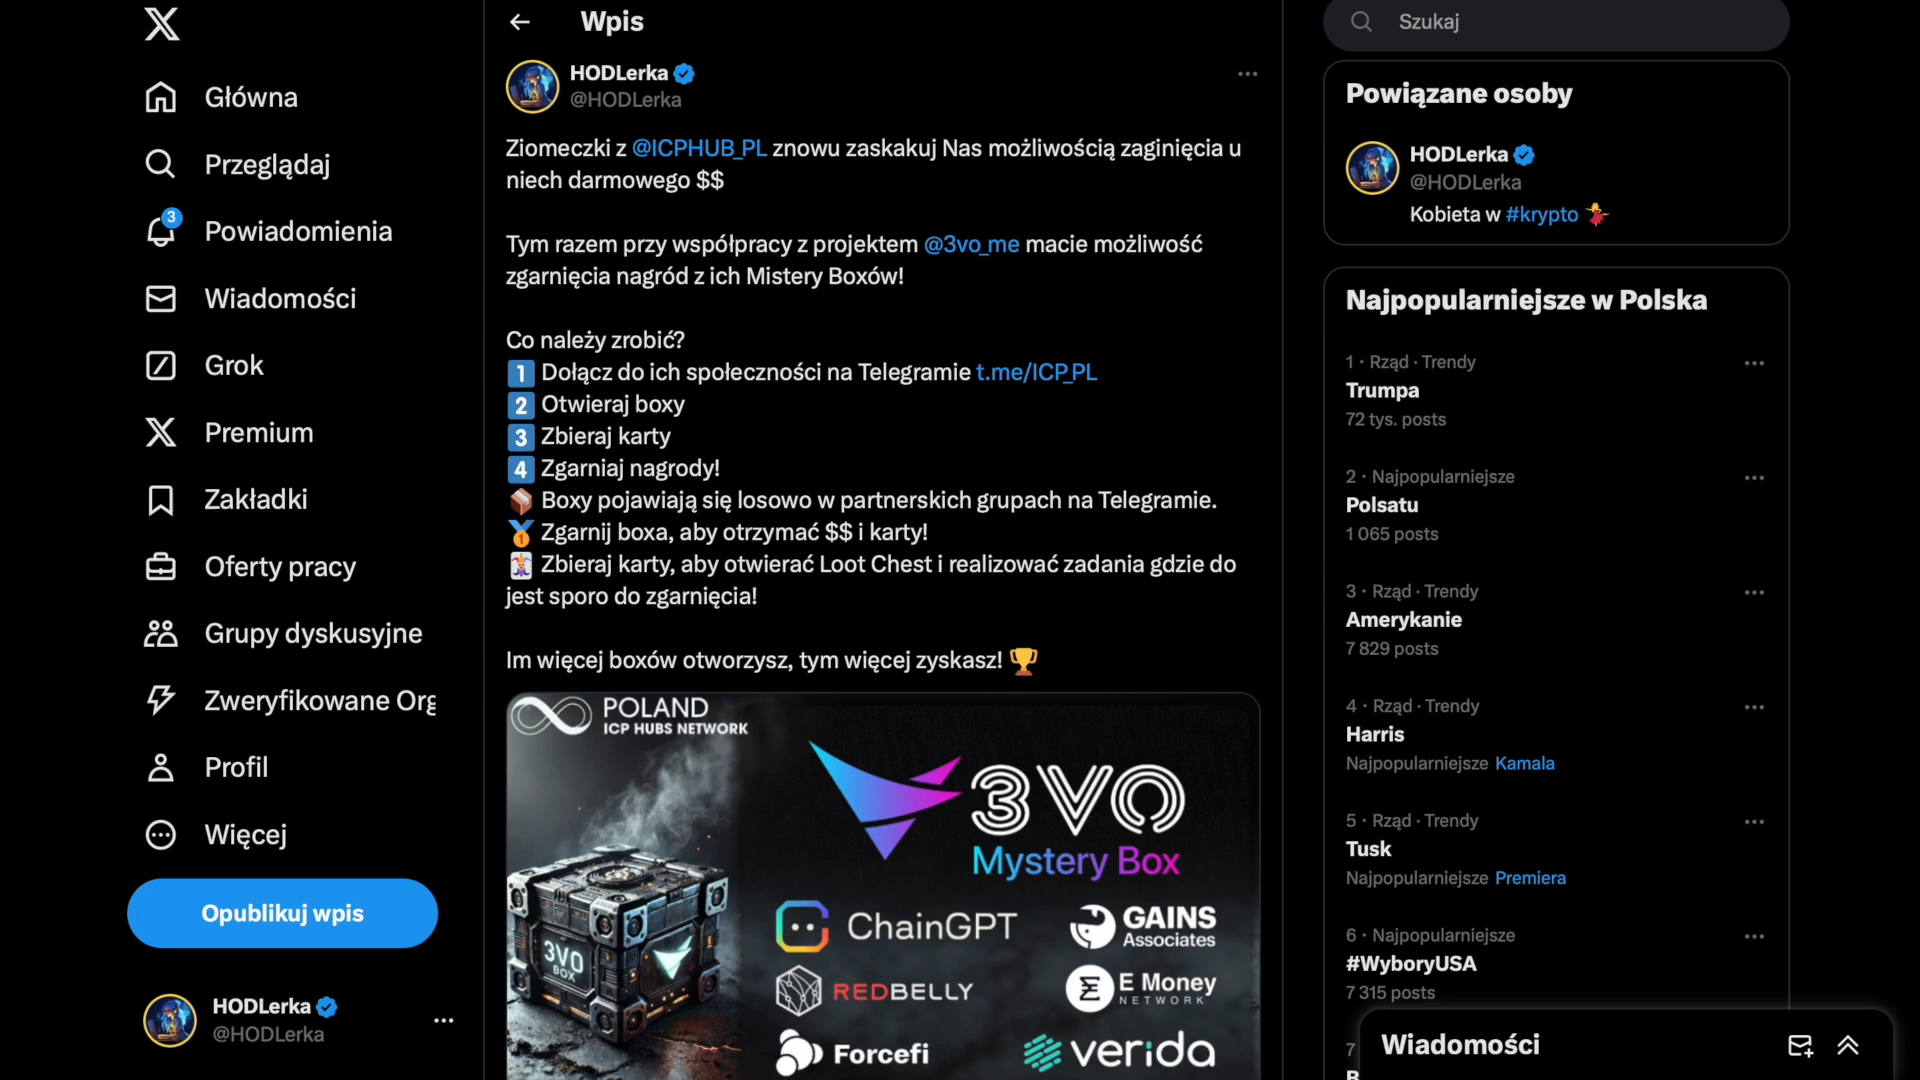 Główna
Przeglądaj
3
Powiadomienia
Wiadomości
Grok
Premium
Zakładki
Oferty pracy
Grupy dyskusyjne
Zweryfikowane Org
Profil
Więcej
Opublikuj wpis
HODLerka
@HODLerka
Wpis
HODLerka
@HODLerka
Ziomeczki z @ICPHUB_PL znowu zaskakuj Nas możliwością zaginięcia u
niech darmowego $$
Tym razem przy współpracy z projektem @3vo_me macie możliwość
zgarnięcia nagród z ich Mistery Boxów!
Co należy zrobić?
1 Dołącz do ich społeczności na Telegramie t.me/ICP_PL
2 Otwieraj boxy
3 Zbieraj karty
4 Zgarniaj nagrody!
Boxy pojawiają się losowo w partnerskich grupach na Telegramie.
Zgarnij boxa, aby otrzymać $$ i karty!
Zbieraj karty, aby otwierać Loot Chest i realizować zadania gdzie do
jest sporo do zgarnięcia!
Im więcej boxów otworzysz, tym więcej zyskasz!
POLAND
ICP HUBS NETWORK
3VO
Mystery Box
3VO
BOX
ChainGPT
GAINS
Associates
REDBELLY
E Money
NETWORK
Forcefi
verida
Szukaj
Powiązane osoby
HODLerka
@HODLerka
Kobieta w #krypto
Najpopularniejsze w Polska
1 · Rząd · Trendy
Trumpa
72 tys. posts
2 · Najpopularniejsze
Polsatu
1 065 posts
3 · Rząd · Trendy
Amerykanie
7 829 posts
4 · Rząd · Trendy
Harris
Najpopularniejsze Kamala
5 · Rząd · Trendy
Tusk
Najpopularniejsze Premiera
6 · Najpopularniejsze
#WyboryUSA
7 315 posts
7
Wiadomości